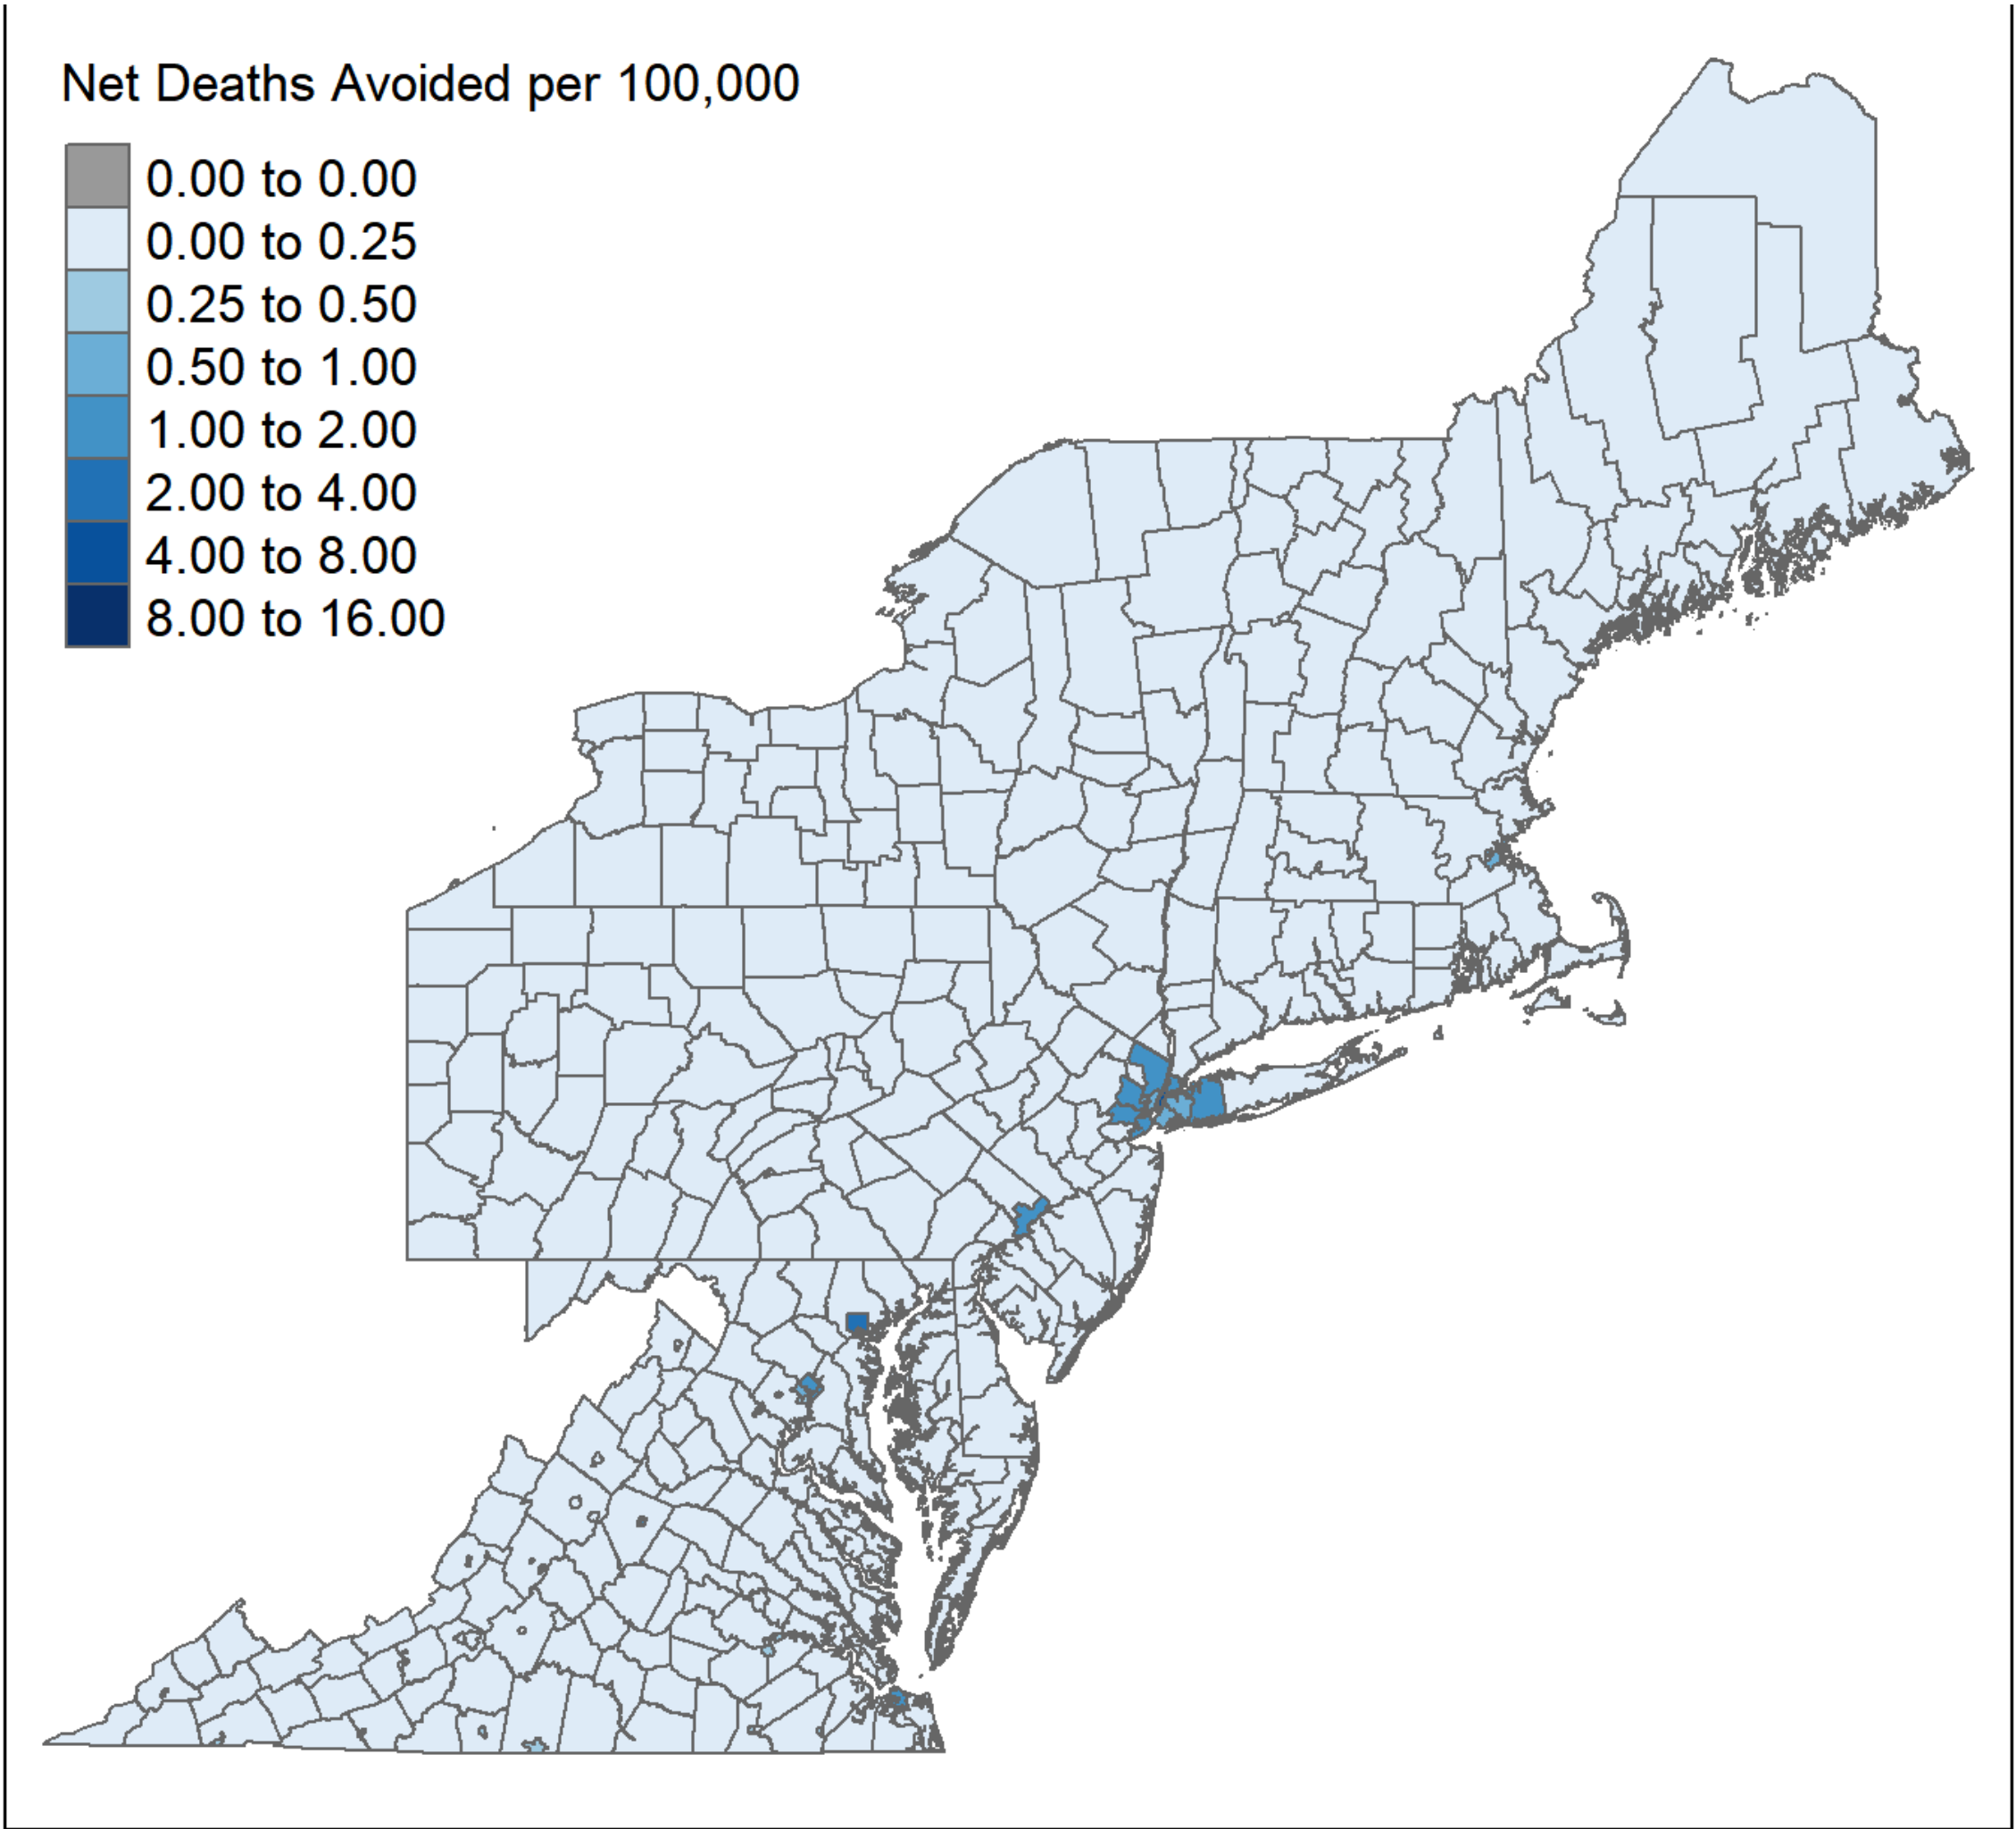 Net Deaths Avoided per 100,000
0.00 to 0.00
0.00 to 0.25
0.25 to 0.50
0.50 to 1.00
1.00 to 2.00
2.00 to 4.00
4.00 to 8.00
8.00 to 16.00